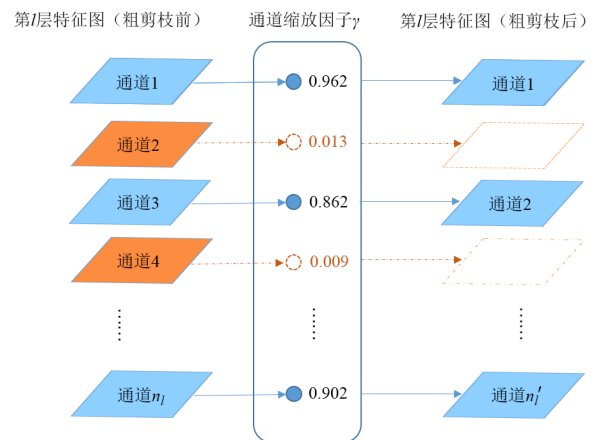 第l层特征图（粗剪枝前） 通道缩放因子γ 第l层特征图（粗剪枝后）
通道1 0.962 通道1
通道2 0.013
通道3 0.862 通道2
通道4 0.009
通道nl 0.902 通道nl′